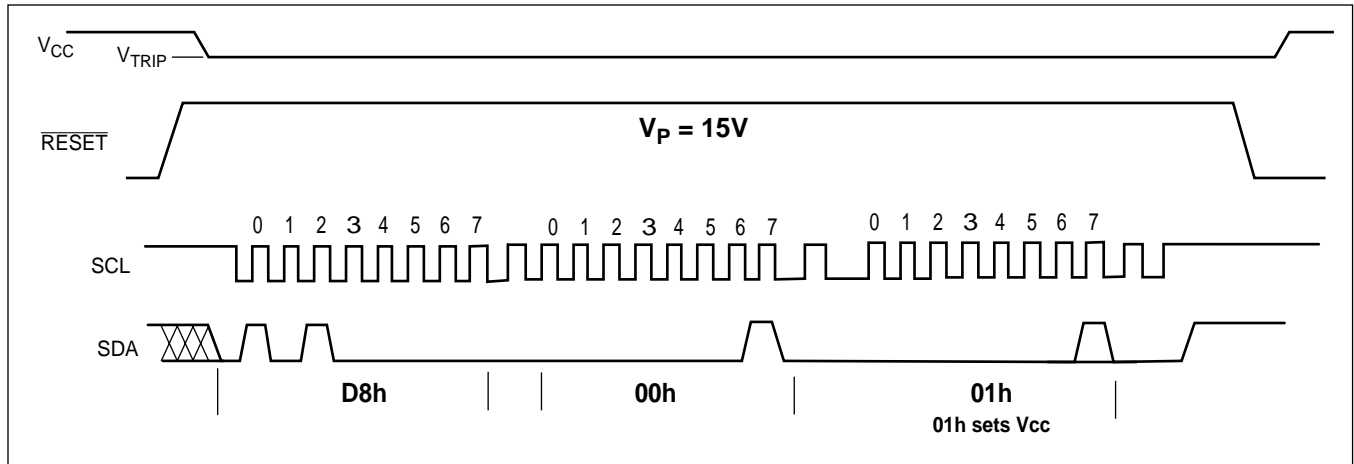 VCC
VTRIP
RESET
VP = 15V
0 1 2 3 4 5 6 7 0 1 2 3 4 5 6 7 0 1 2 3 4 5 6 7
SCL
SDA
D8h 00h 01h
01h sets Vcc